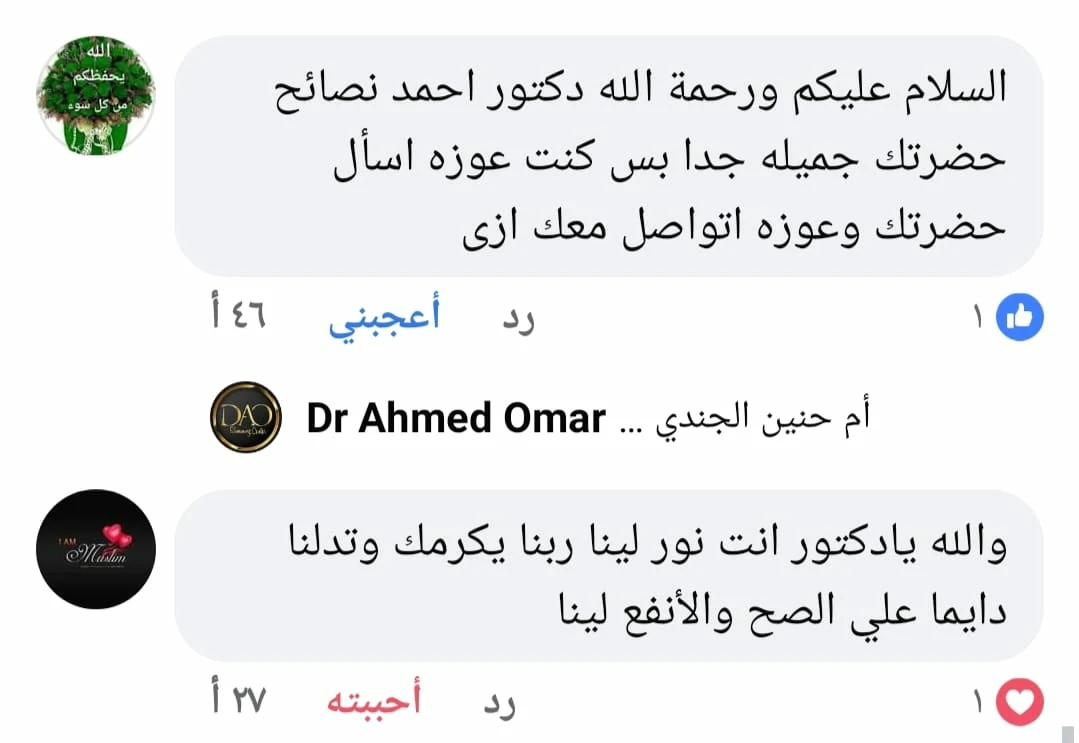 الله
يحفظكم
من كل سوء
السلام عليكم ورحمة الله دكتور احمد نصائح
حضرتك جميله جدا بس كنت عوزه اسأل
حضرتك وعوزه اتواصل معك ازى
١ رد أعجبني ٤٦ أ
أم حنين الجندي ... Dr Ahmed Omar
DAO
I AM
Muslim
والله يادكتور انت نور لينا ربنا يكرمك وتدلنا
دايما علي الصح والأنفع لينا
١ رد أحببته ٢٧ أ